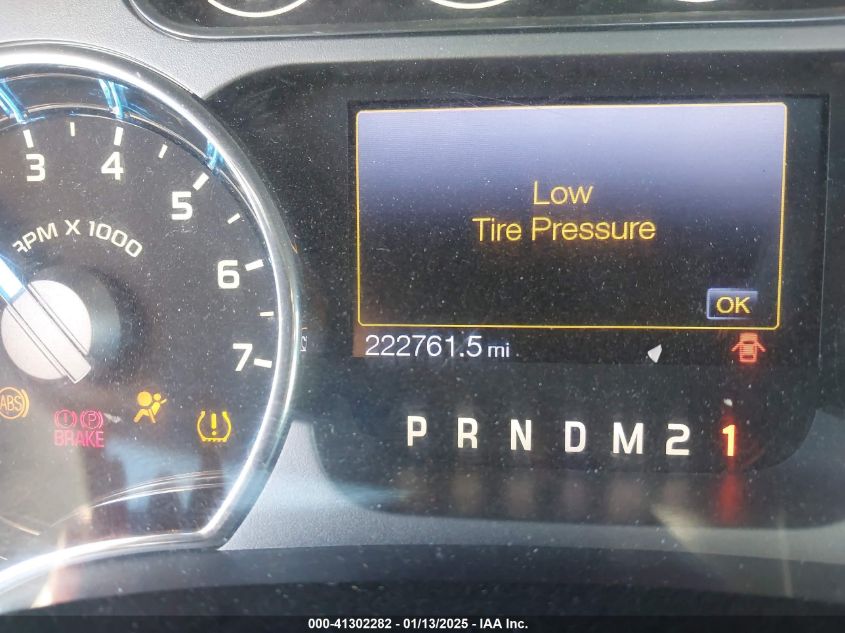 3 4 5 6 7
RPM X 1000
Low
Tire Pressure
OK
222761.5 mi
ABS
(!) (P)
BRAKE
!
P R N D M 2 1
000-41302282 - 01/13/2025 - IAA Inc.